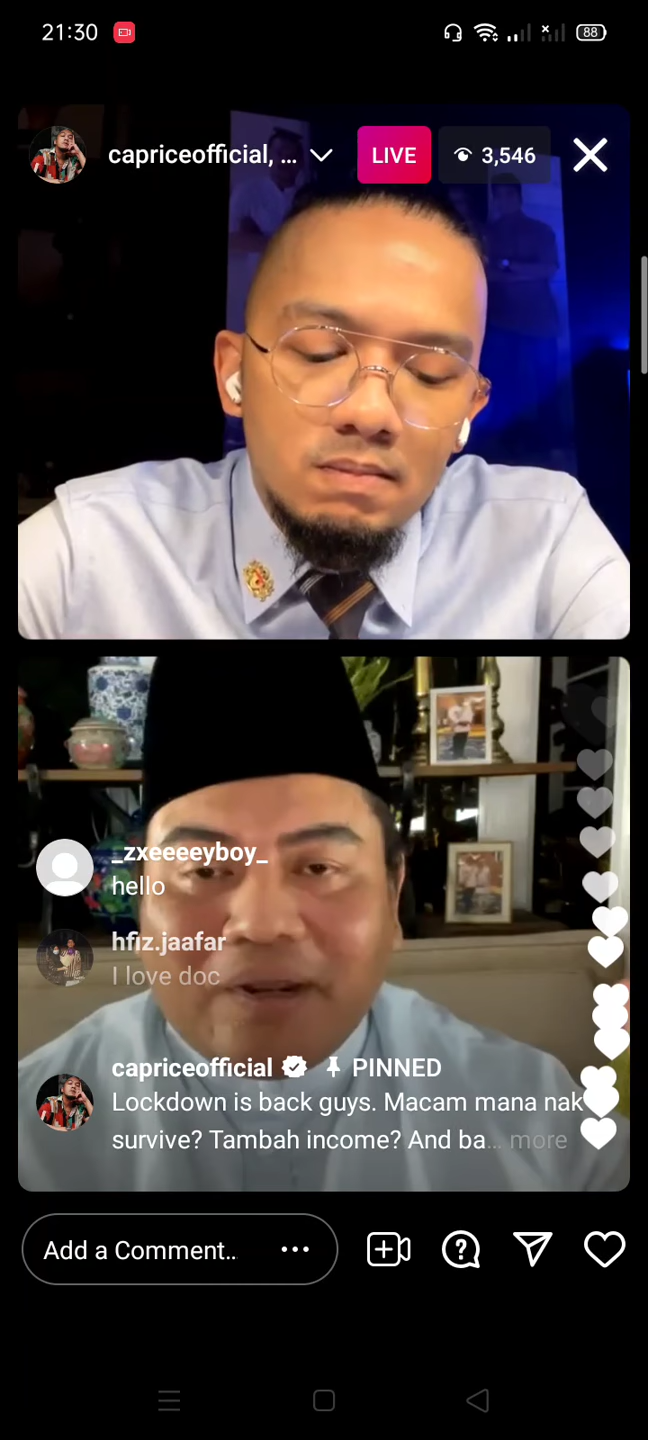 21:30
88
capriceofficial, ...
LIVE
3,546
_zxeeeeyboy_
hello
hfiz.jaafar
I love doc
capriceofficial PINNED
Lockdown is back guys. Macam mana nak
survive? Tambah income? And ba... more
Add a Comment..